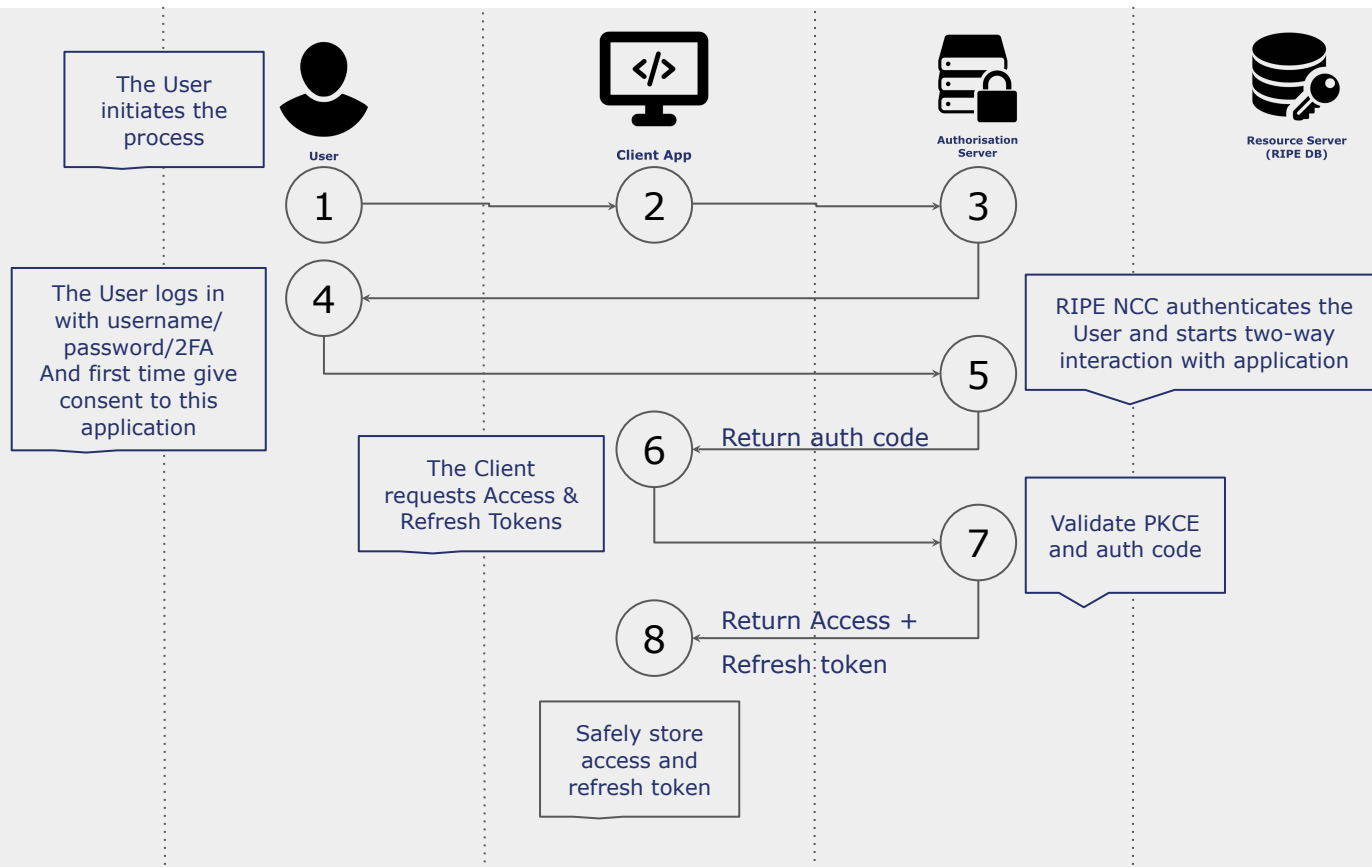 The User
initiates the
process
User
Client App
</>
Authorisation
Server
Resource Server
(RIPE DB)
1
2
3
The User logs in
with username/
password/2FA
And first time give
consent to this
application
4
RIPE NCC authenticates the
User and starts two-way
interaction with application
5
6
Return auth code
The Client
requests Access &
Refresh Tokens
7
Validate PKCE
and auth code
8
Return Access +
Refresh token
Safely store
access and
refresh token